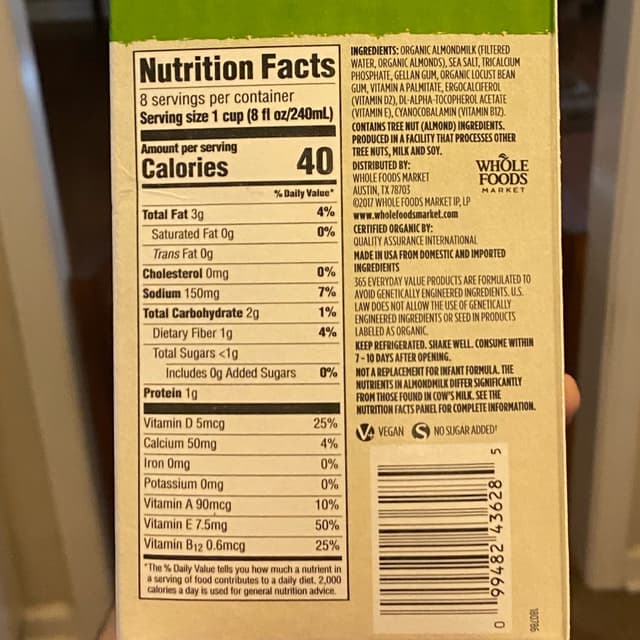 Nutrition Facts
8 servings per container
Serving size 1 cup (8 fl oz/240mL)
Amount per serving
Calories 40
% Daily Value*
Total Fat 3g 4%
Saturated Fat 0g 0%
Trans Fat 0g
Cholesterol 0mg 0%
Sodium 150mg 7%
Total Carbohydrate 2g 1%
Dietary Fiber 1g 4%
Total Sugars <1g
Includes 0g Added Sugars 0%
Protein 1g
Vitamin D 5mcg 25%
Calcium 50mg 4%
Iron 0mg 0%
Potassium 0mg 0%
Vitamin A 90mcg 10%
Vitamin E 7.5mg 50%
Vitamin B12 0.6mcg 25%
*The % Daily Value tells you how much a nutrient in
a serving of food contributes to a daily diet. 2,000
calories a day is used for general nutrition advice.
INGREDIENTS: ORGANIC ALMONDMILK (FILTERED
WATER, ORGANIC ALMONDS), SEA SALT, TRICALCIUM
PHOSPHATE, GELLAN GUM, ORGANIC LOCUST BEAN
GUM, VITAMIN A PALMITATE, ERGOCALCIFEROL
(VITAMIN D2), DL-ALPHA-TOCOPHEROL ACETATE
(VITAMIN E), CYANOCOBALAMIN (VITAMIN B12).
CONTAINS TREE NUT (ALMOND) INGREDIENTS.
PRODUCED IN A FACILITY THAT PROCESSES OTHER
TREE NUTS, MILK AND SOY.
DISTRIBUTED BY:
WHOLE FOODS MARKET
AUSTIN, TX 78703
©2017 WHOLE FOODS MARKET IP, LP
www.wholefoodsmarket.com
WHOLE
FOODS
MARKET
CERTIFIED ORGANIC BY:
QUALITY ASSURANCE INTERNATIONAL
MADE IN USA FROM DOMESTIC AND IMPORTED
INGREDIENTS
365 EVERYDAY VALUE PRODUCTS ARE FORMULATED TO
AVOID GENETICALLY ENGINEERED INGREDIENTS. U.S.
LAW DOES NOT ALLOW THE USE OF GENETICALLY
ENGINEERED INGREDIENTS OR SEED IN PRODUCTS
LABELED AS ORGANIC.
KEEP REFRIGERATED. SHAKE WELL. CONSUME WITHIN
7-10 DAYS AFTER OPENING.
NOT A REPLACEMENT FOR INFANT FORMULA. THE
NUTRIENTS IN ALMONDMILK DIFFER SIGNIFICANTLY
FROM THOSE FOUND IN COW'S MILK. SEE THE
NUTRITION FACTS PANEL FOR COMPLETE INFORMATION.
V VEGAN S NO SUGAR ADDED†
0 99482 43628 5